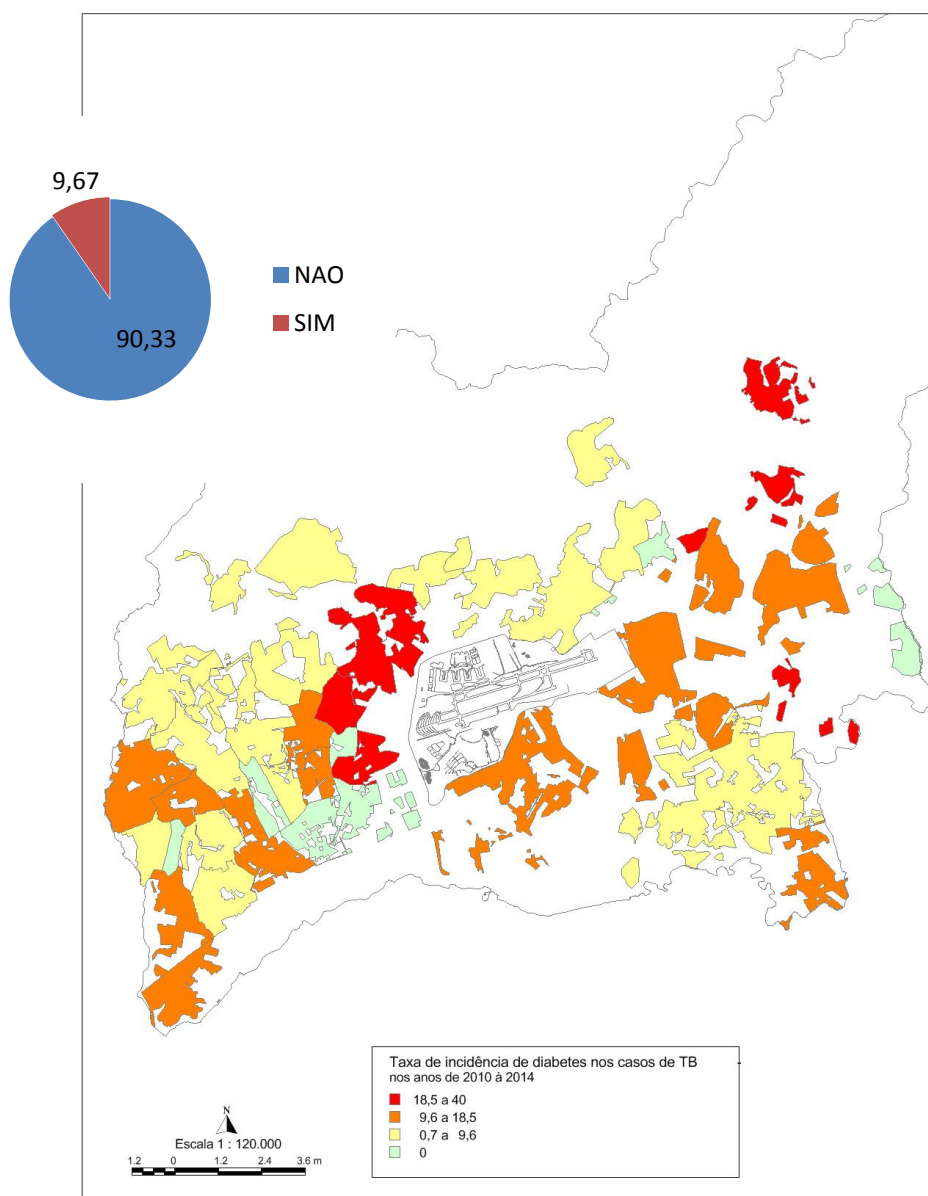 9,67
90,33
NAO
SIM
Taxa de incidência de diabetes nos casos de TB
nos anos de 2010 à 2014
18,5 a 40
9,6 a 18,5
0,7 a 9,6
0
N
Escala 1 : 120.000
1.2 0 1.2 2.4 3.6 m